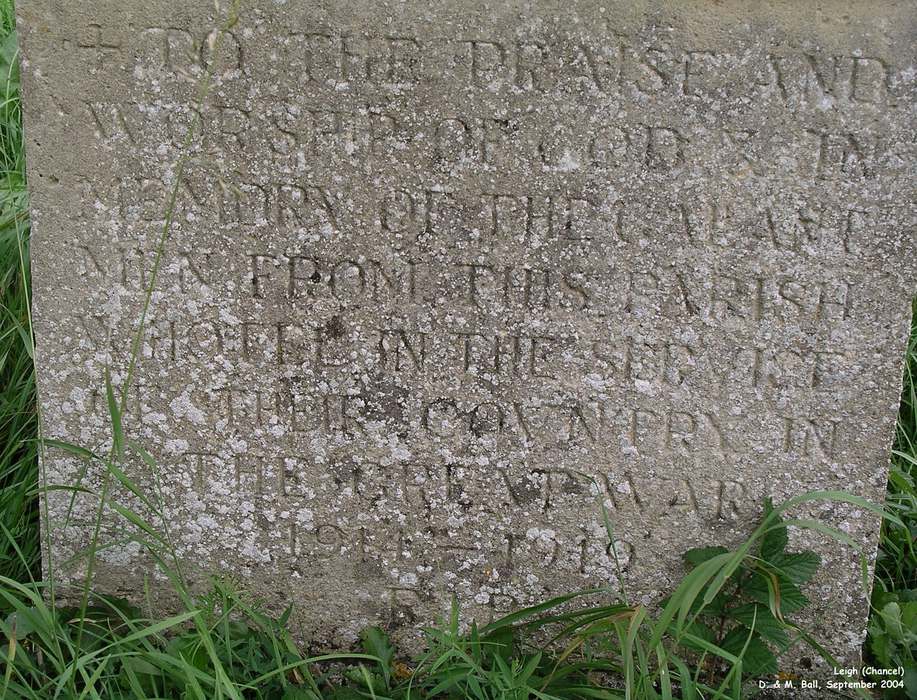 + TO THE PRAISE AND
WORSHIP OF GOD & IN
MEMORY OF THE GALLANT
MEN FROM THIS PARISH
WHO FELL IN THE SERVICE
OF THEIR COVNTRY IN
THE GREAT WAR
1914 – 1919
Leigh (Chancel)
D. & M. Ball, September 2004